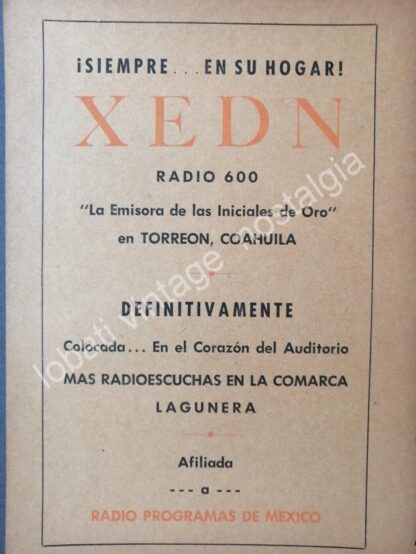 ¡SIEMPRE... EN SU HOGAR!
XEDN
RADIO 600
"La Emisora de las Iniciales de Oro"
en TORREON, COAHUILA
DEFINITIVAMENTE
Colocada... En el Corazón del Auditorio
MAS RADIOESCUCHAS EN LA COMARCA
LAGUNERA
Afiliada
--- a ---
RADIO PROGRAMAS DE MEXICO
lobati vintage nostalgia